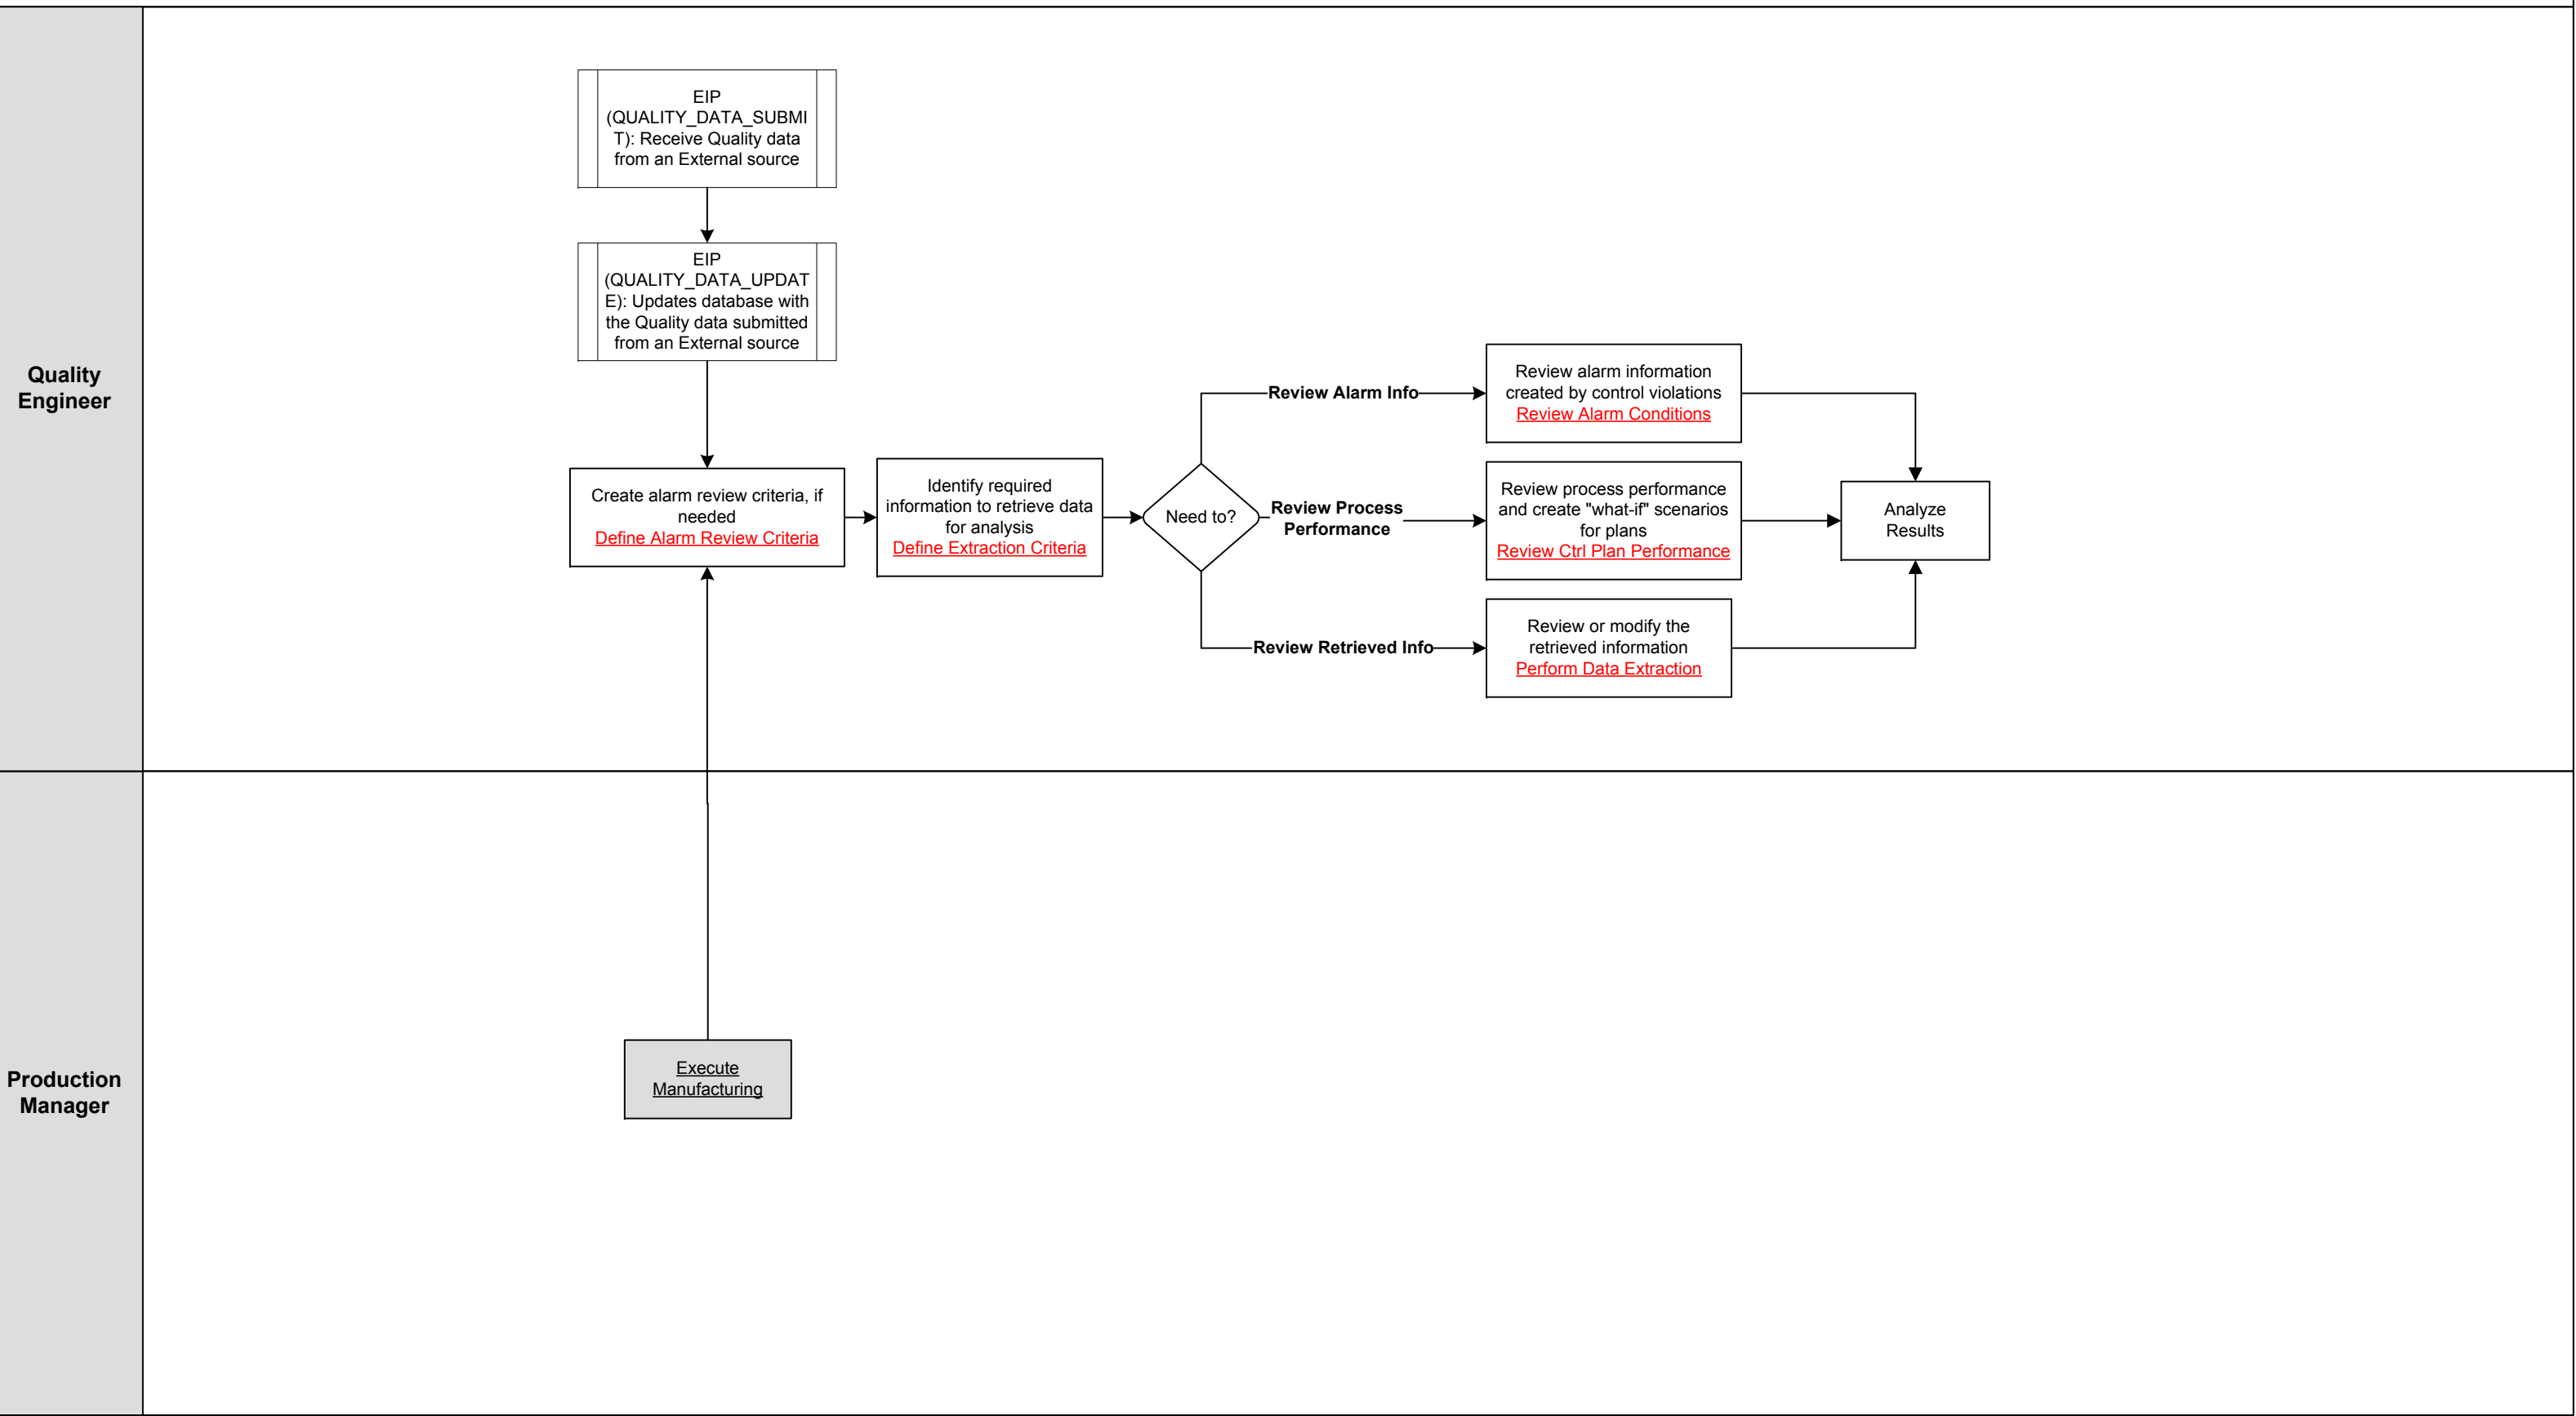 Quality
Engineer
EIP
(QUALITY_DATA_SUBMI
T): Receive Quality data
from an External source
EIP
(QUALITY_DATA_UPDAT
E): Updates database with
the Quality data submitted
from an External source
Create alarm review criteria, if
needed
Define Alarm Review Criteria
Identify required
information to retrieve data
for analysis
Define Extraction Criteria
Need to?
Review Alarm Info
Review alarm information
created by control violations
Review Alarm Conditions
Review Process
Performance
Review process performance
and create "what-if" scenarios
for plans
Review Ctrl Plan Performance
Review Retrieved Info
Review or modify the
retrieved information
Perform Data Extraction
Analyze
Results
Production
Manager
Execute
Manufacturing